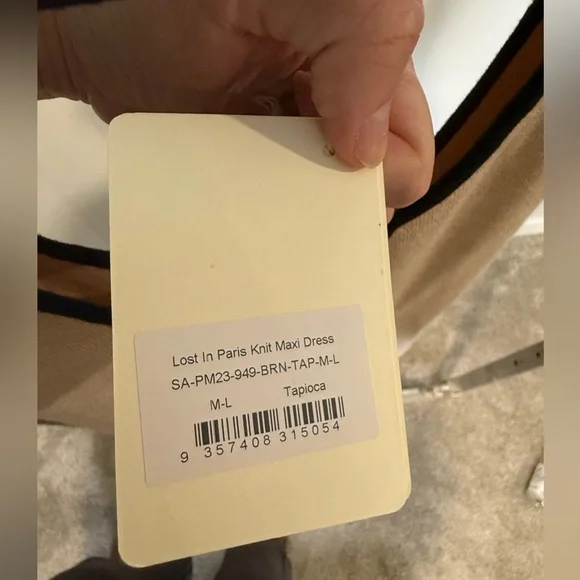 Lost In Paris Knit Maxi Dress
SA-PM23-949-BRN-TAP-M-L
M-L Tapioca
9 357408 315054